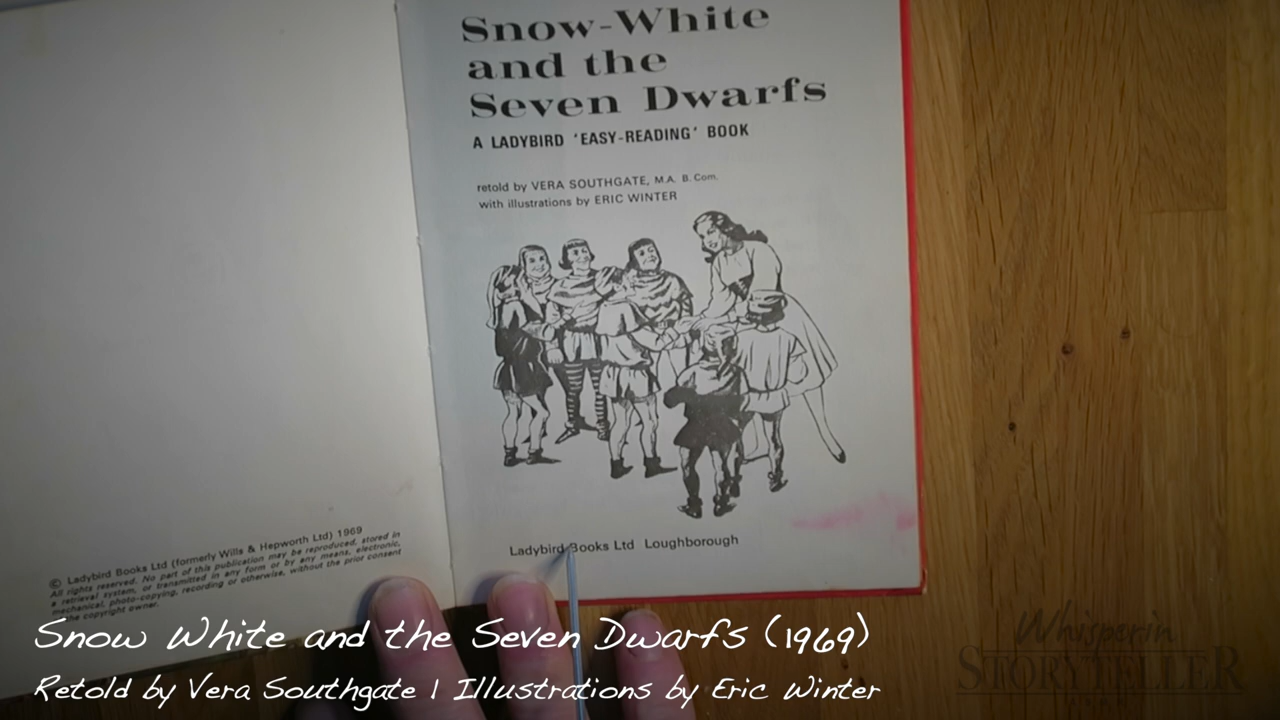 Snow-White
and the
Seven Dwarfs
A LADYBIRD 'EASY-READING' BOOK
retold by VERA SOUTHGATE, M.A. B.Com.
with illustrations by ERIC WINTER
Ladybird Books Ltd Loughborough
© Ladybird Books Ltd (formerly Wills & Hepworth Ltd) 1969
All rights reserved. No part of this publication may be reproduced, stored in
a retrieval system, or transmitted in any form or by any means, electronic,
mechanical, photo-copying, recording or otherwise, without the prior consent
the copyright owner.
Snow White and the Seven Dwarfs (1969)
Retold by Vera Southgate | Illustrations by Eric Winter
Whisperin
STORYTELLER